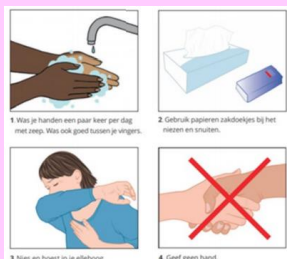 1. Was je handen een paar keer per dag
met zeep. Was ook goed tussen je vingers.
2. Gebruik papieren zakdoekjes bij het
niezen en snuiten.
3. Nies en hoest in je elleboog.
4. Geef geen hand.